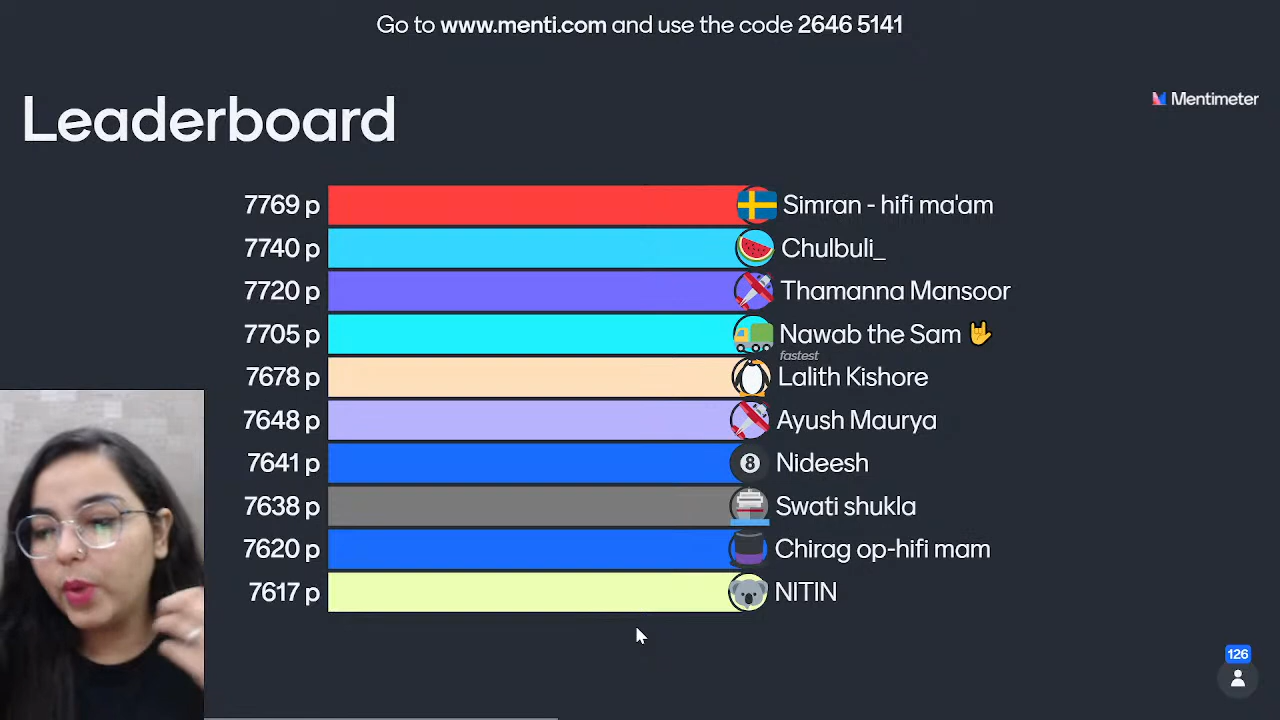 Go to www.menti.com and use the code 2646 5141
Leaderboard
Mentimeter
7769 p Simran - hifi ma'am
7740 p Chulbuli_
7720 p Thamanna Mansoor
7705 p Nawab the Sam 🤘
fastest
7678 p Lalith Kishore
7648 p Ayush Maurya
7641 p 8 Nideesh
7638 p Swati shukla
7620 p Chirag op-hifi mam
7617 p NITIN
126